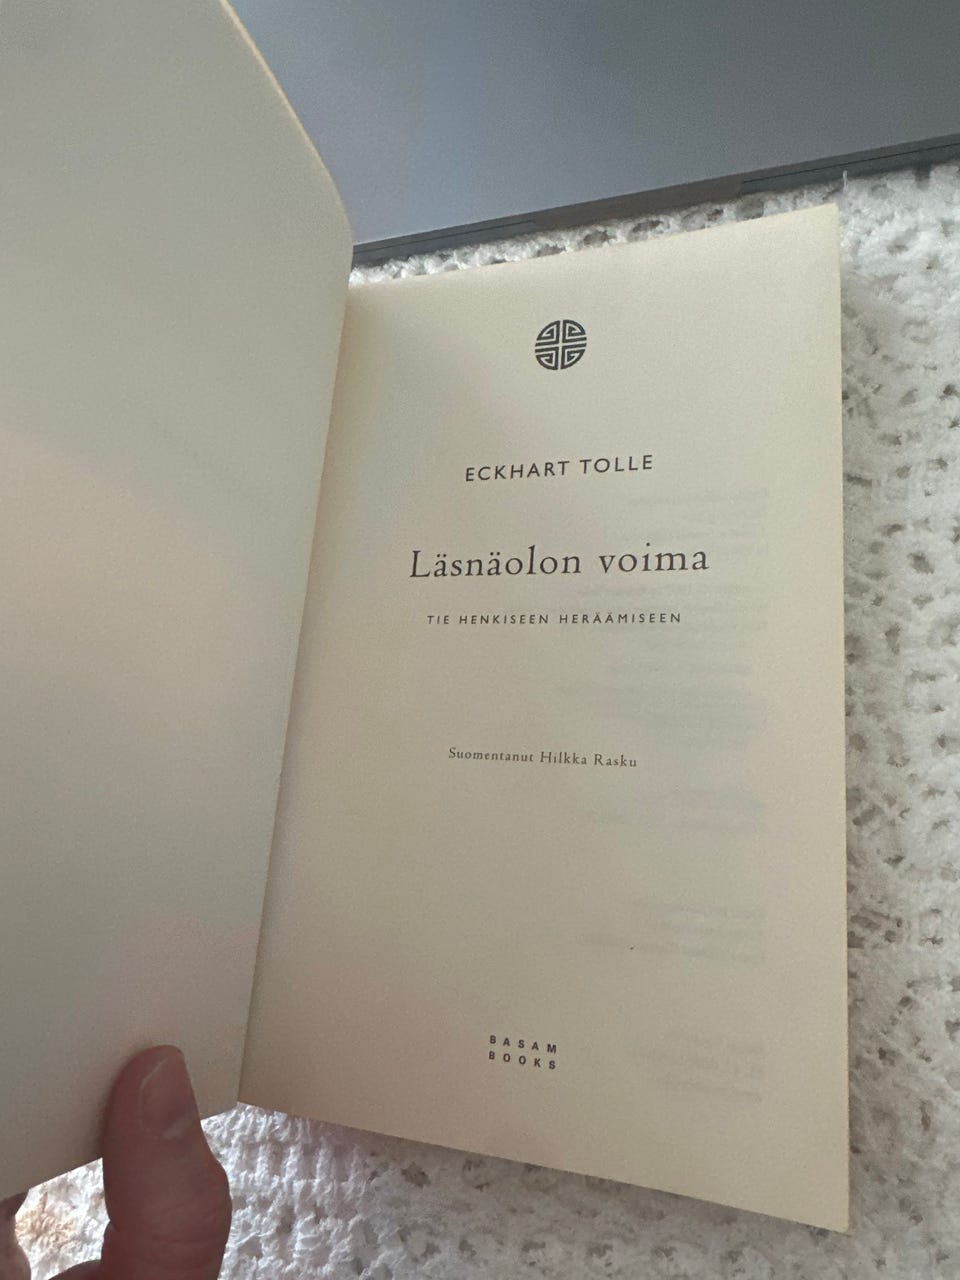 ECKHART TOLLE
Läsnäolon voima
TIE HENKISEEN HERÄÄMISEEN
Suomentanut Hilkka Rasku
BASAM
BOOKS